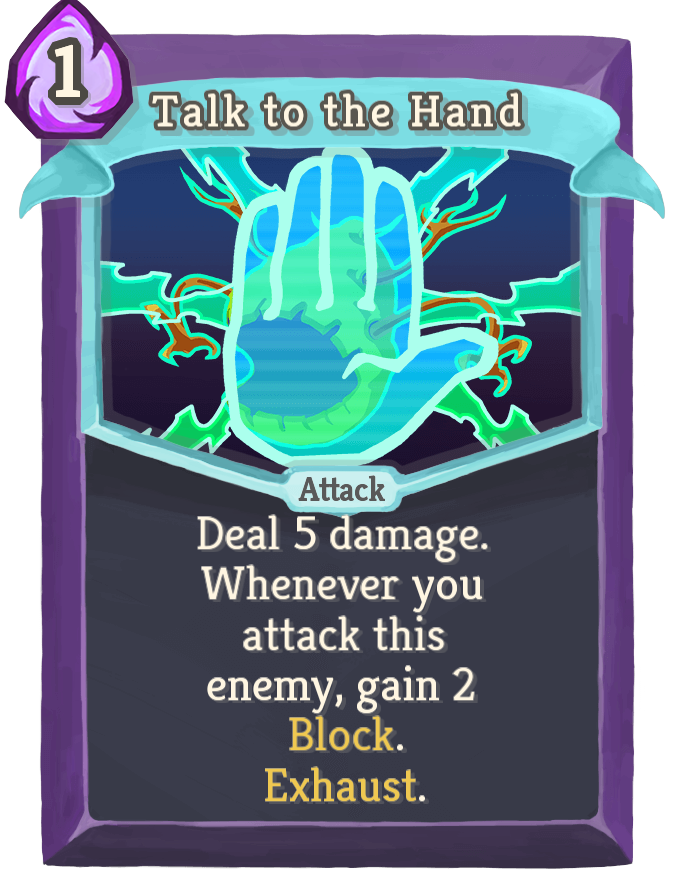 1
Talk to the Hand
Attack
Deal 5 damage.
Whenever you
attack this
enemy, gain 2
Block.
Exhaust.